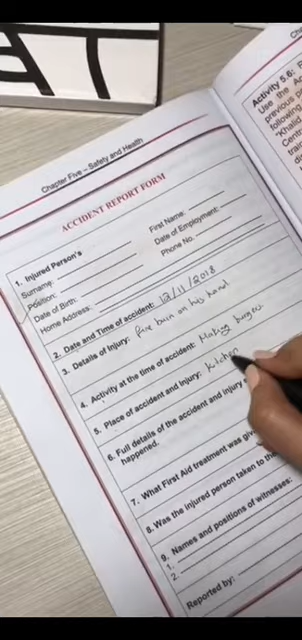 Chapter Five – Safety and Health
ACCIDENT REPORT FORM
1. Injured Person's
Surname:
First Name:
Position:
Date of Employment:
Date of Birth:
Phone No.
Home Address:
2. Date and Time of accident: 12/11/2018
3. Details of Injury: Fire burn on his hand
4. Activity at the time of accident: Making burger
5. Place of accident and injury: Kitchen
6. Full details of the accident and injury
happened.
7. What First Aid treatment was
8. Was the injured person taken to
9. Names and positions of witnesses:
1.
2.
Reported by:
Activity 5.6:
Use the
previous
following
"Khalid